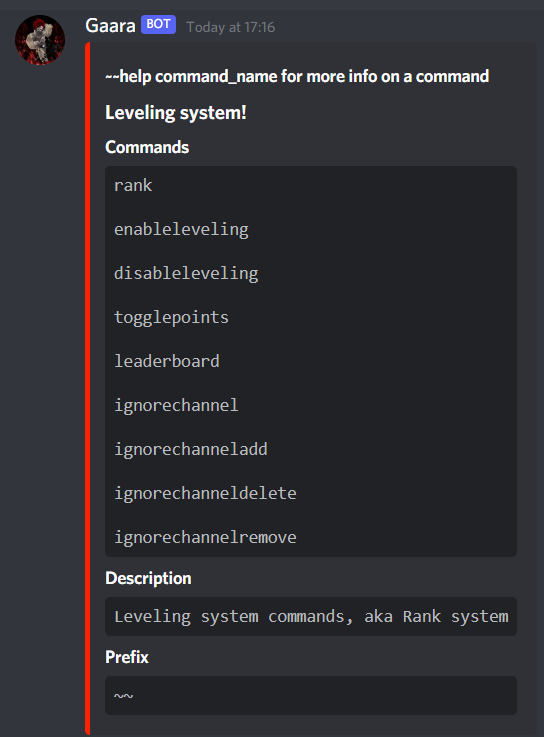 Gaara BOT Today at 17:16
~~help command_name for more info on a command
Leveling system!
Commands
rank
enableleveling
disableleveling
togglepoints
leaderboard
ignorechannel
ignorechanneladd
ignorechanneldelete
ignorechannelremove
Description
Leveling system commands, aka Rank system
Prefix
~~